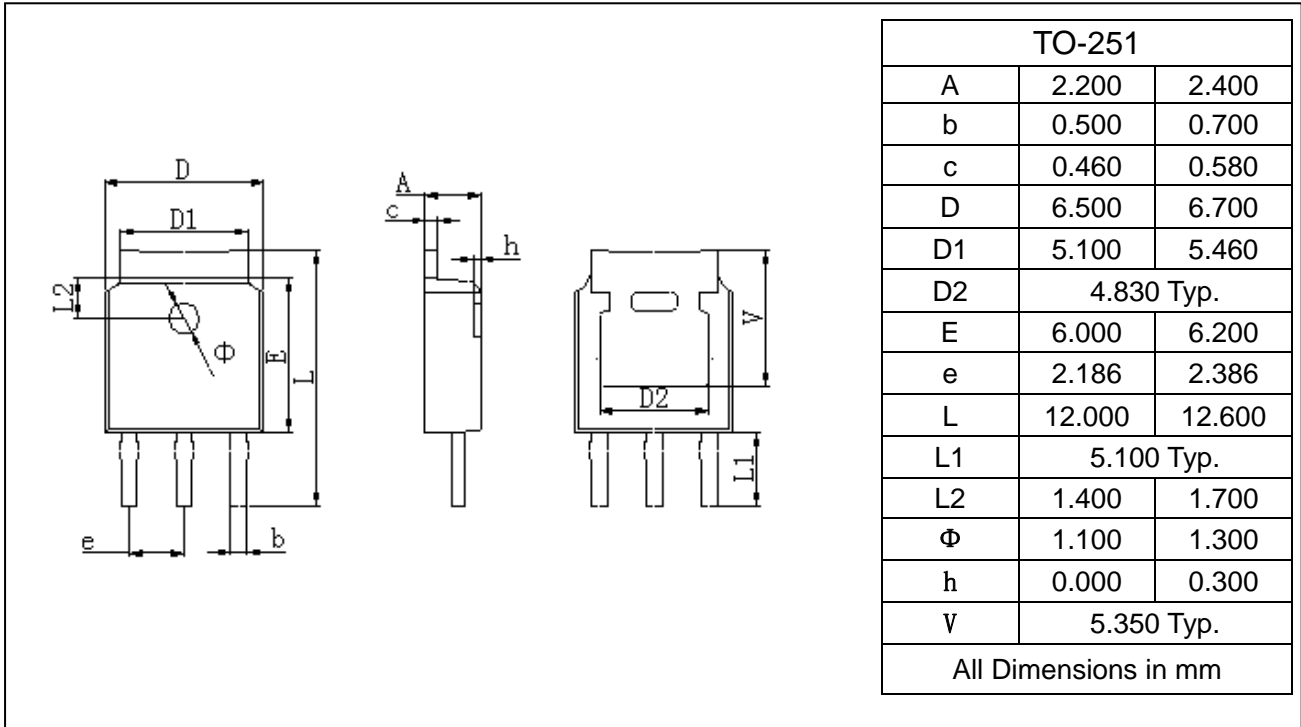 D
D1
L2
Φ
E
L
e
b
A
c
h
V
D2
L1
TO-251
A 2.200 2.400
b 0.500 0.700
c 0.460 0.580
D 6.500 6.700
D1 5.100 5.460
D2 4.830 Typ.
E 6.000 6.200
e 2.186 2.386
L 12.000 12.600
L1 5.100 Typ.
L2 1.400 1.700
Φ 1.100 1.300
h 0.000 0.300
V 5.350 Typ.
All Dimensions in mm